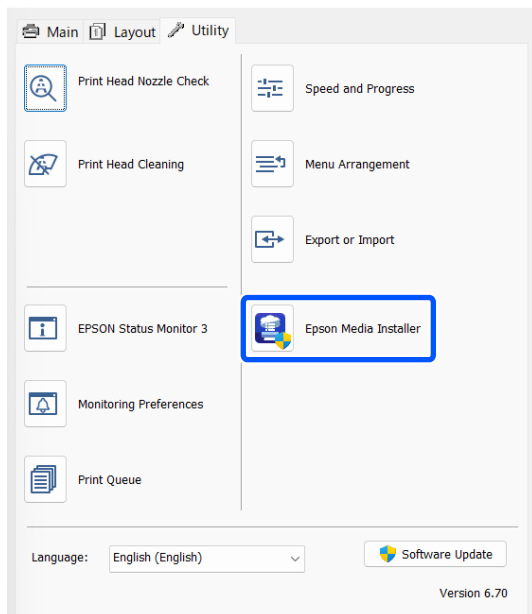 Main
Layout
Utility
Print Head Nozzle Check
Speed and Progress
Print Head Cleaning
Menu Arrangement
Export or Import
EPSON Status Monitor 3
Epson Media Installer
Monitoring Preferences
Print Queue
Language:
English (English)
Software Update
Version 6.70